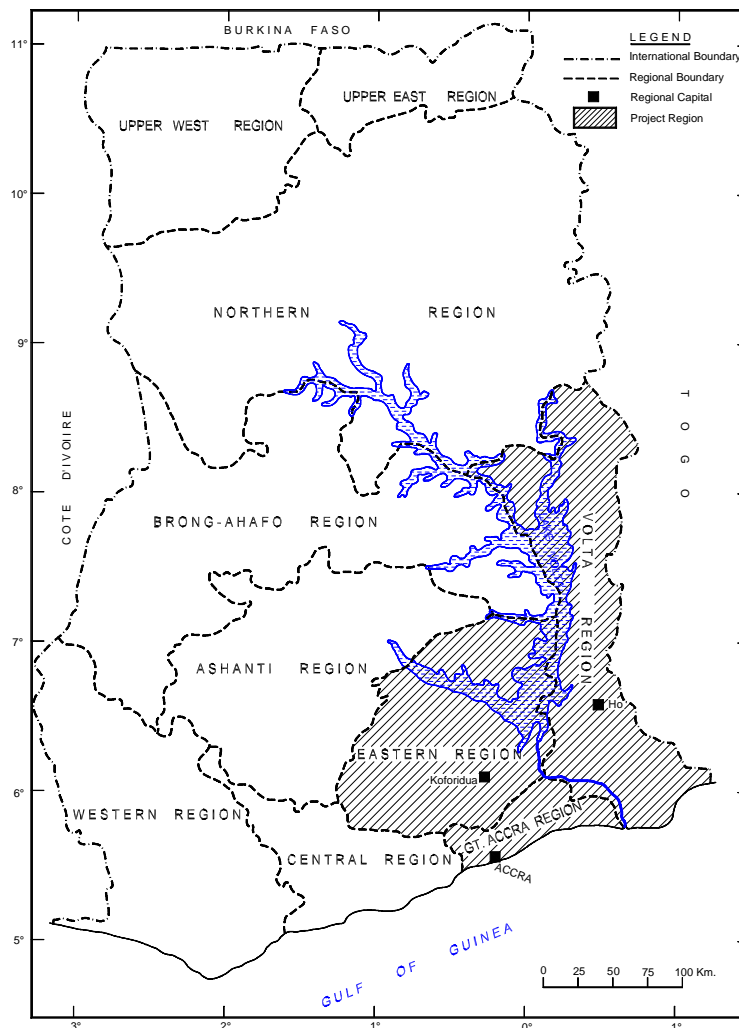 11°
BURKINA FASO
LEGEND
International Boundary
Regional Boundary
Regional Capital
Project Region
UPPER EAST REGION
UPPER WEST REGION
10°
NORTHERN REGION
9°
TOGO
COTE D'IVOIRE
8°
BRONG-AHAFO REGION
VOLTA REGION
7°
ASHANTI REGION
Ho
EASTERN REGION
Koforidua
6°
WESTERN REGION
GT. ACCRA REGION
CENTRAL REGION
ACCRA
5°
GULF OF GUINEA
0 25 50 75 100 Km.
3° 2° 1° 0° 1°